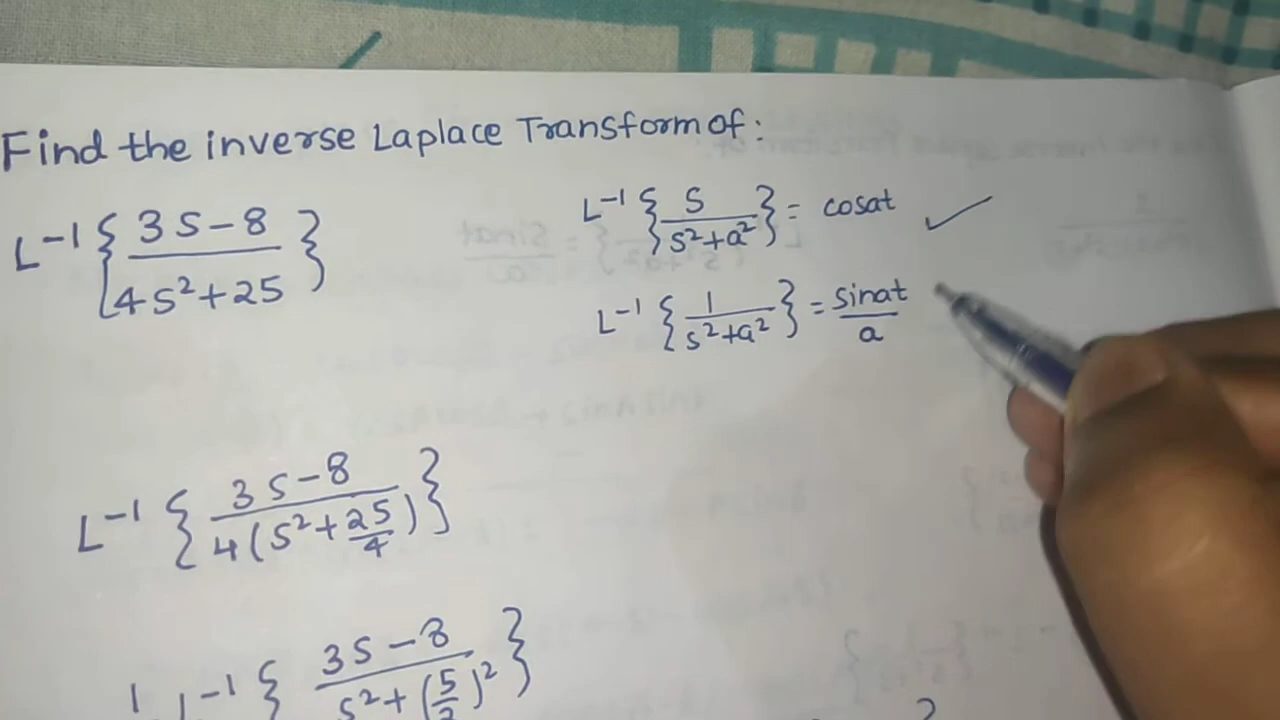 Find the inverse Laplace Transform of:
L⁻¹ { 3s-8 / 4s²+25 }
L⁻¹ { s / s²+a² } = cosat ✓
L⁻¹ { 1 / s²+a² } = sinat / a
L⁻¹ { 3s-8 / 4(s²+25/4) }
L⁻¹ { 3s-8 / s²+(5/2)² }